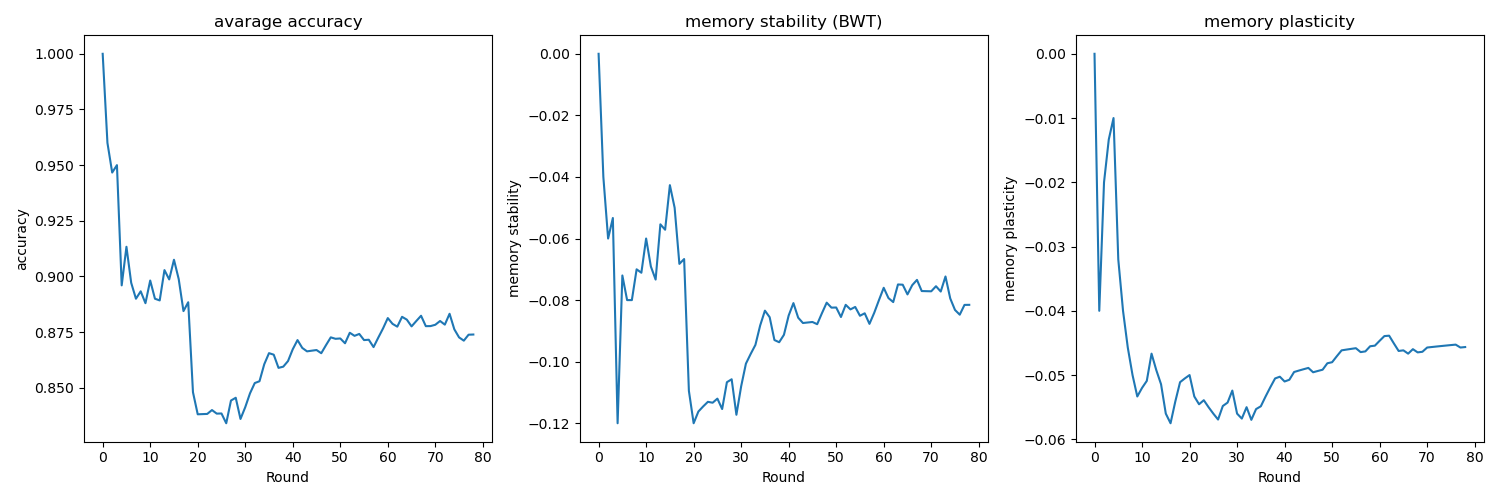 avarage accuracy
accuracy
1.000
0.975
0.950
0.925
0.900
0.875
0.850
0 10 20 30 40 50 60 70 80
Round
memory stability (BWT)
memory stability
0.00
−0.02
−0.04
−0.06
−0.08
−0.10
−0.12
0 10 20 30 40 50 60 70 80
Round
memory plasticity
memory plasticity
0.00
−0.01
−0.02
−0.03
−0.04
−0.05
−0.06
0 10 20 30 40 50 60 70 80
Round